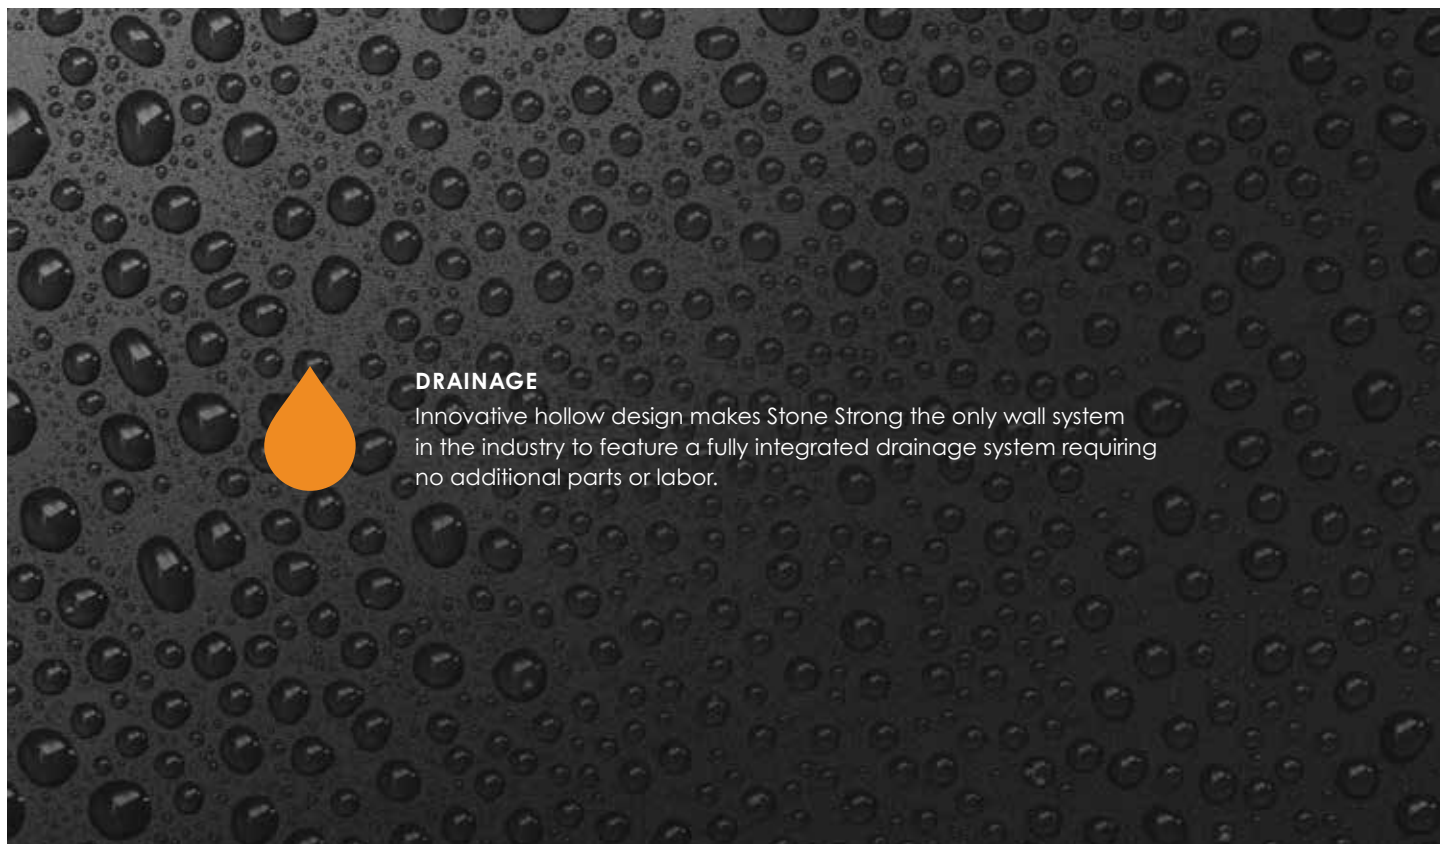 DRAINAGE
Innovative hollow design makes Stone Strong the only wall system
in the industry to feature a fully integrated drainage system requiring
no additional parts or labor.